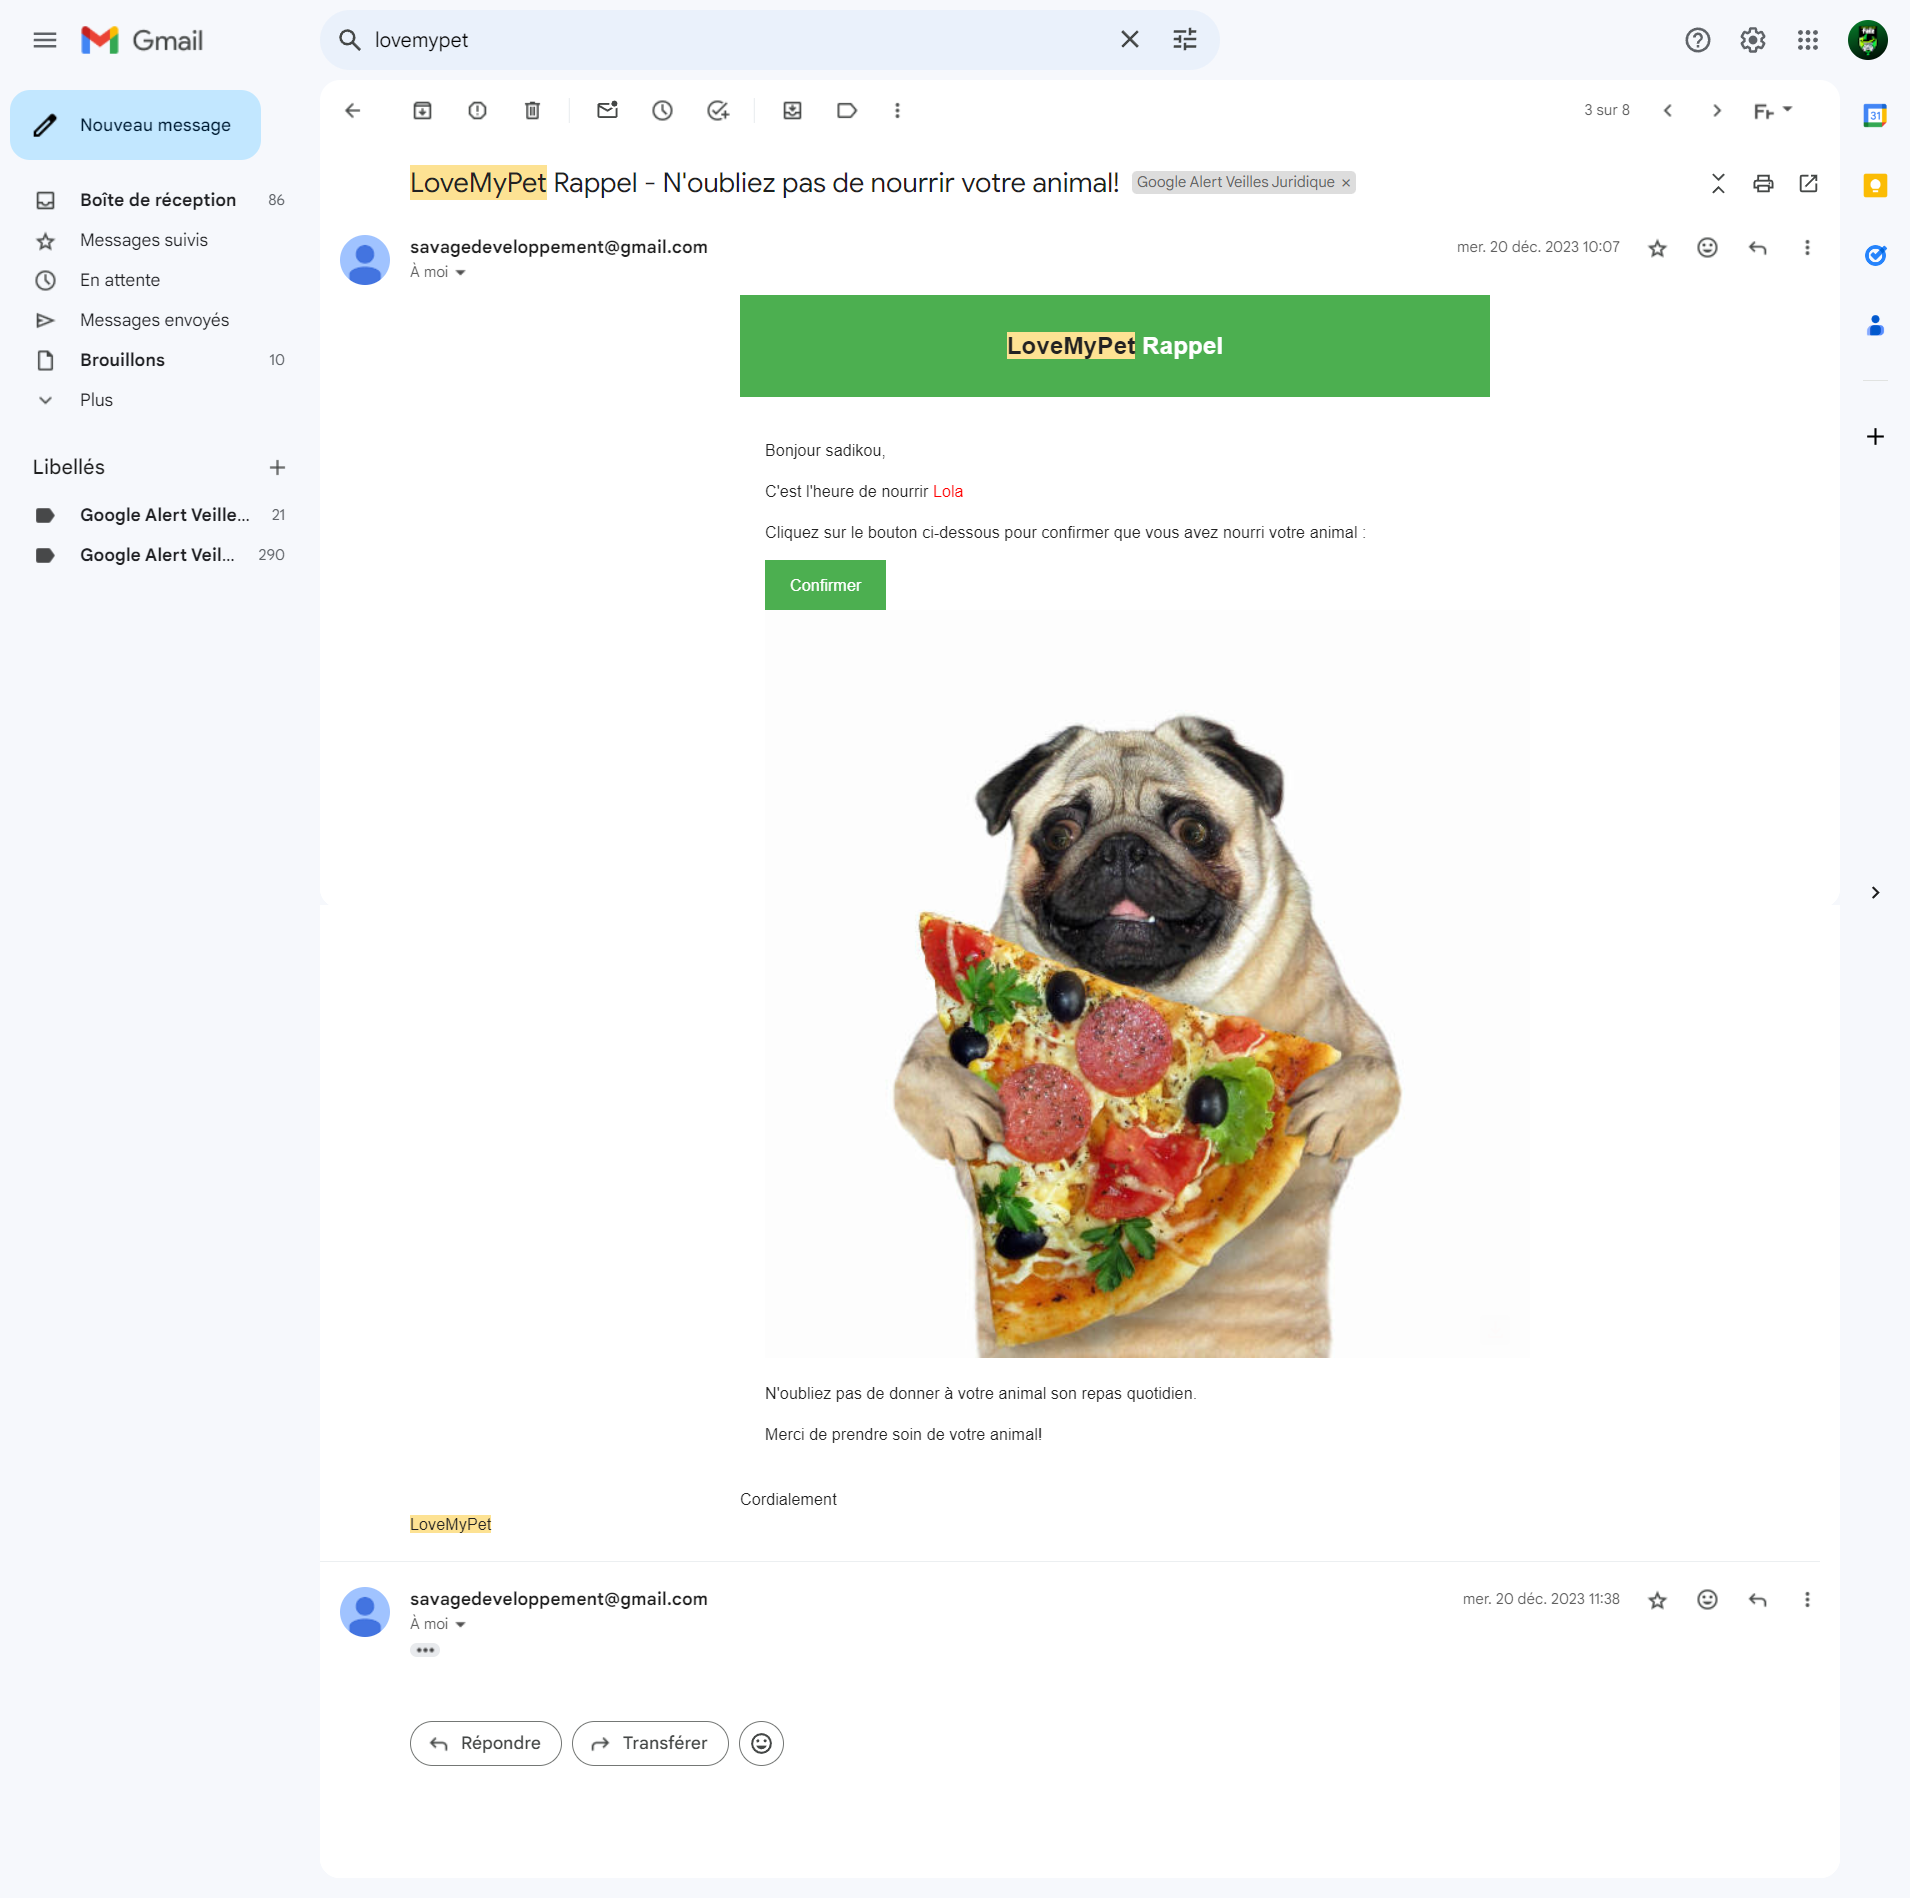 Gmail
lovemypet
Nouveau message
Boîte de réception 86
Messages suivis
En attente
Messages envoyés
Brouillons 10
Plus
Libellés
Google Alert Veille... 21
Google Alert Veil... 290
3 sur 8
LoveMyPet Rappel - N'oubliez pas de nourrir votre animal! Google Alert Veilles Juridique ×
savagedeveloppement@gmail.com mer. 20 déc. 2023 10:07
À moi
LoveMyPet Rappel
Bonjour sadikou,
C'est l'heure de nourrir Lola
Cliquez sur le bouton ci-dessous pour confirmer que vous avez nourri votre animal :
Confirmer
N'oubliez pas de donner à votre animal son repas quotidien.
Merci de prendre soin de votre animal!
Cordialement
LoveMyPet
savagedeveloppement@gmail.com mer. 20 déc. 2023 11:38
À moi
Répondre Transférer
31